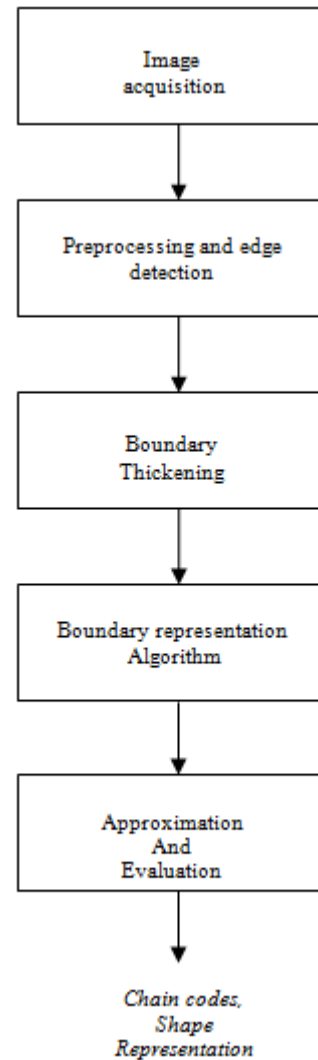 Image
acquisition
Preprocessing and edge
detection
Boundary
Thickening
Boundary representation
Algorithm
Approximation
And
Evaluation
Chain codes,
Shape
Representation